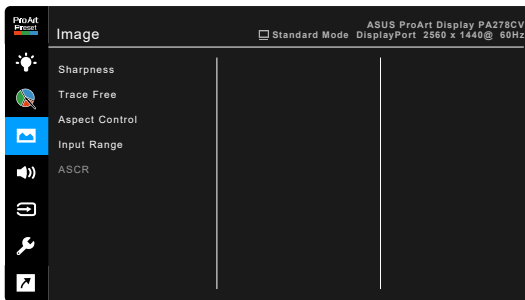 ProArt
Preset
Image
ASUS ProArt Display PA278CV
Standard Mode DisplayPort 2560 x 1440@ 60Hz
Sharpness
Trace Free
Aspect Control
Input Range
ASCR